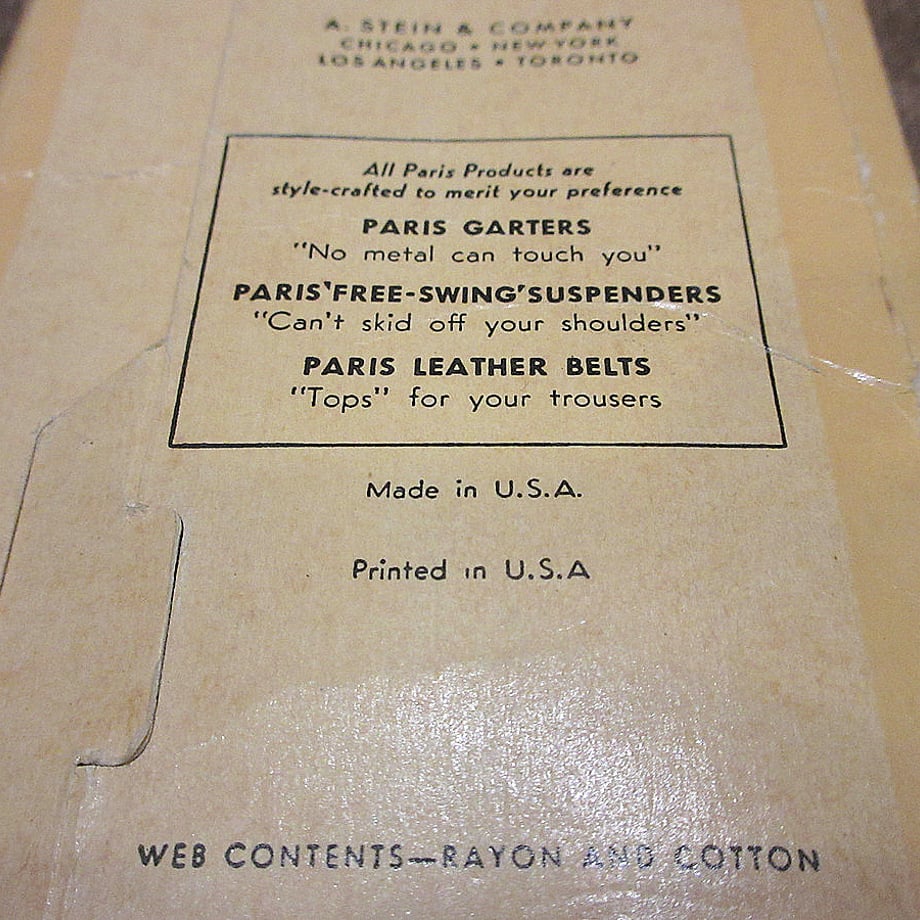 A. STEIN & COMPANY
CHICAGO • NEW YORK
LOS ANGELES • TORONTO
All Paris Products are
style-crafted to merit your preference
PARIS GARTERS
"No metal can touch you"
PARIS 'FREE-SWING' SUSPENDERS
"Can't skid off your shoulders"
PARIS LEATHER BELTS
"Tops" for your trousers
Made in U.S.A.
Printed in U.S.A
WEB CONTENTS—RAYON AND COTTON